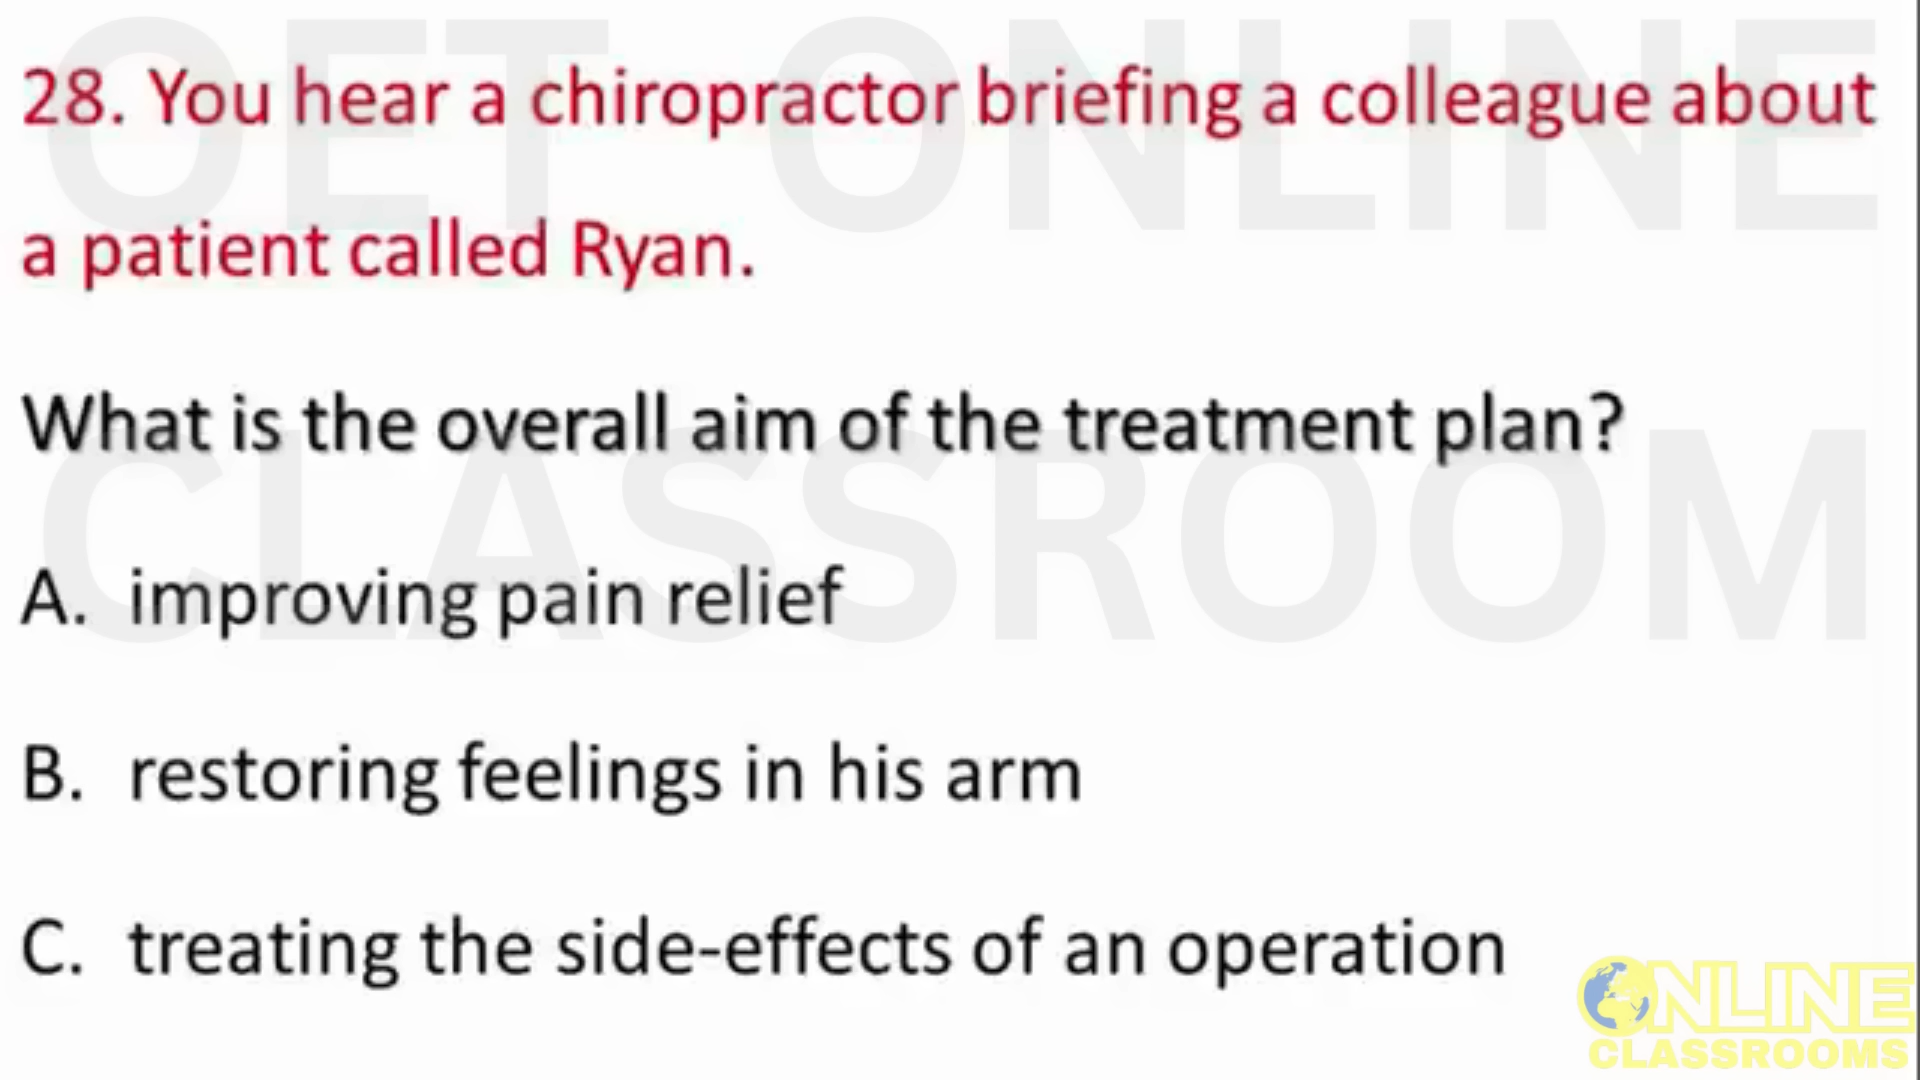 OET ONLINE
28. You hear a chiropractor briefing a colleague about
a patient called Ryan.
What is the overall aim of the treatment plan?
CLASSROOM
A. improving pain relief
B. restoring feelings in his arm
C. treating the side-effects of an operation
ONLINE
CLASSROOMS